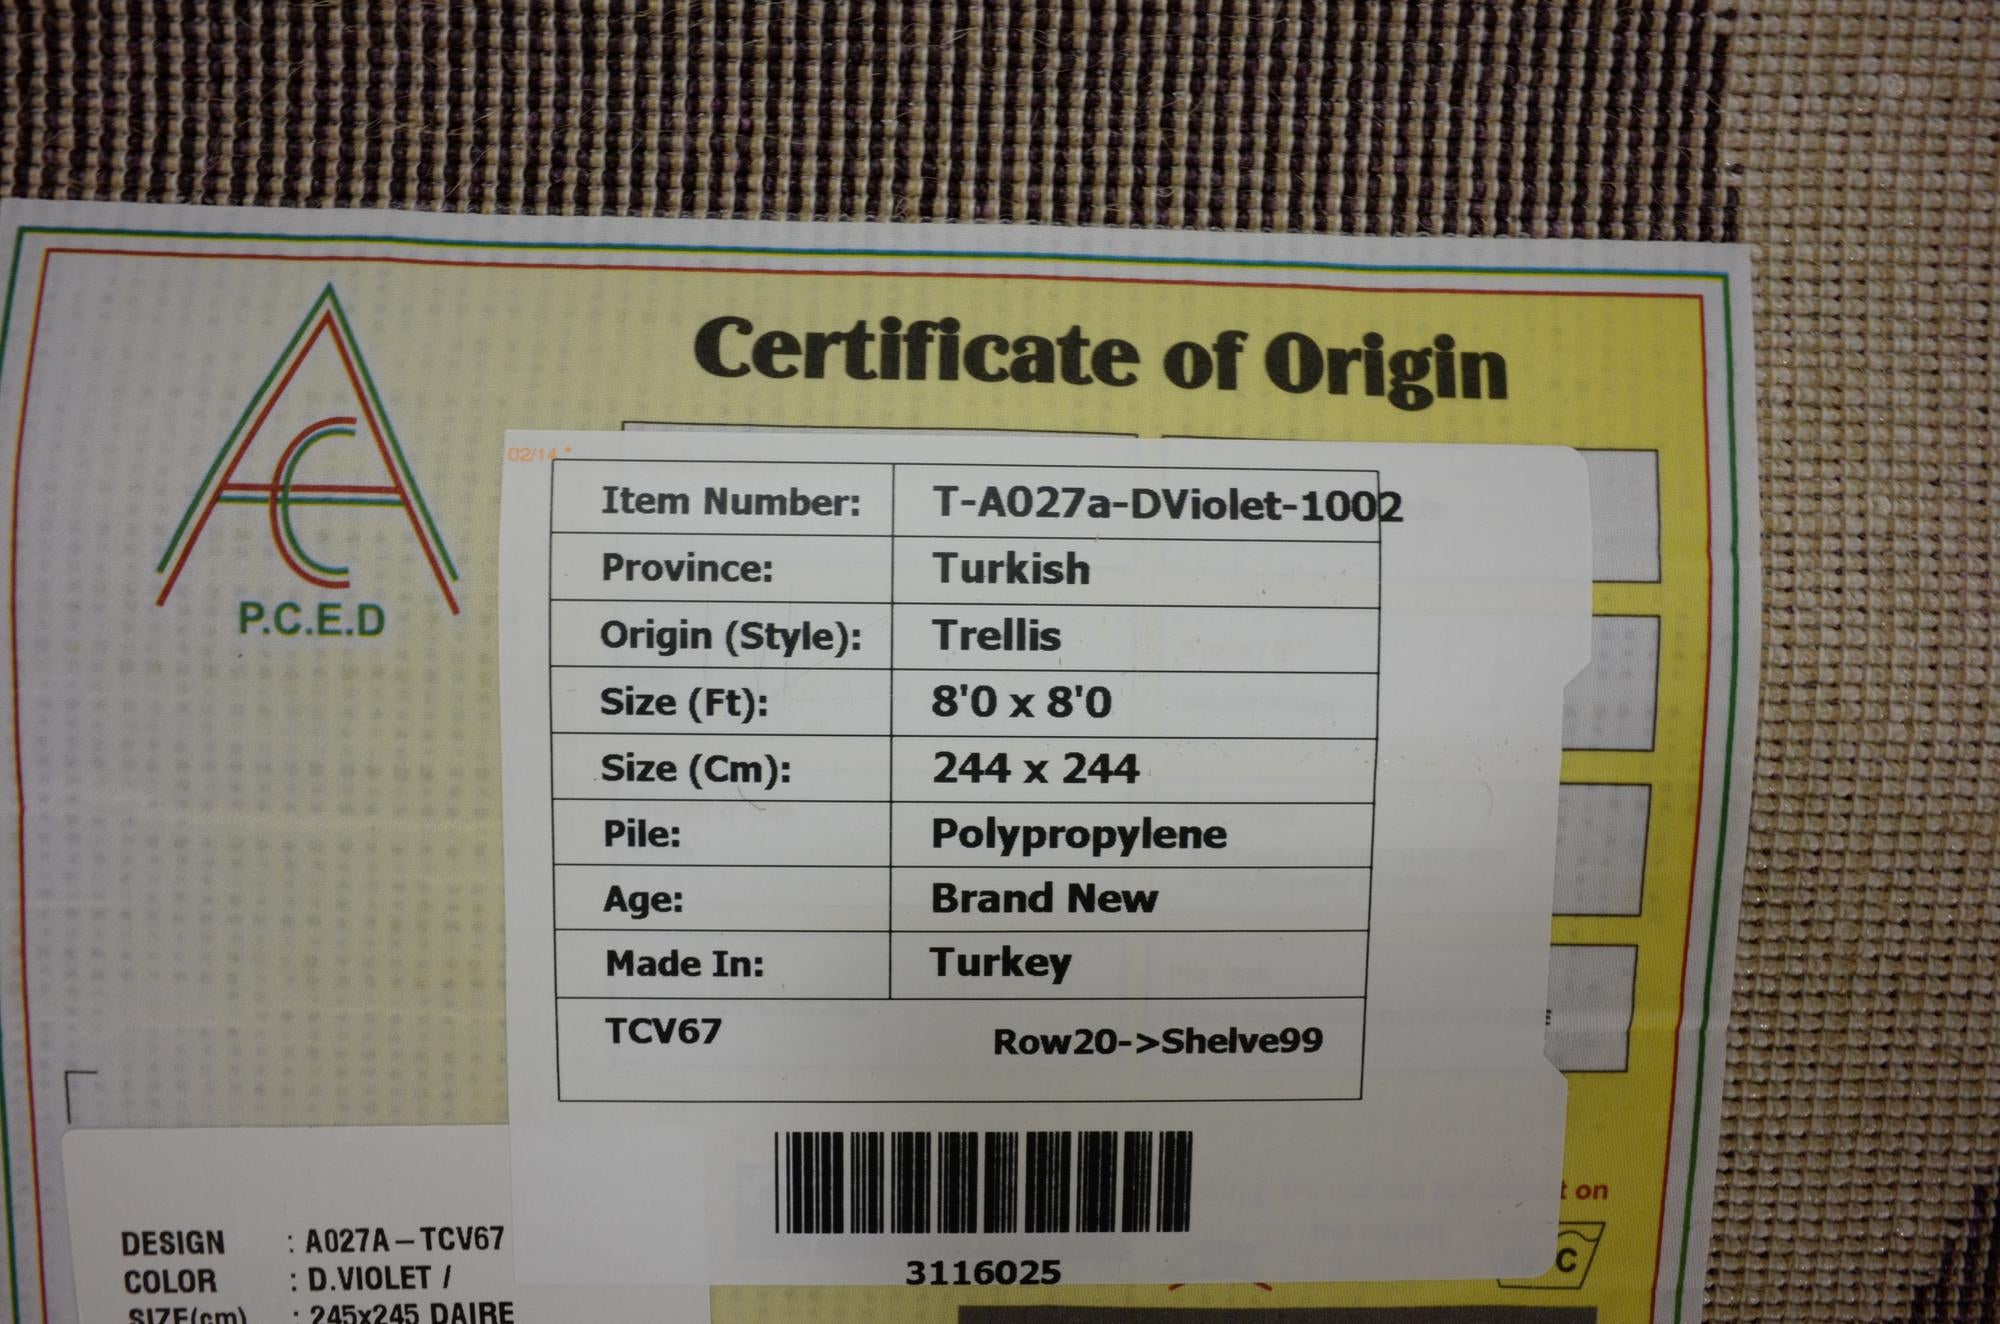 Certificate of Origin
P.C.E.D
02/14 *
Item Number: T-A027a-DViolet-1002
Province: Turkish
Origin (Style): Trellis
Size (Ft): 8'0 x 8'0
Size (Cm): 244 x 244
Pile: Polypropylene
Age: Brand New
Made In: Turkey
TCV67 Row20->Shelve99
3116025
DESIGN : A027A-TCV67
COLOR : D.VIOLET /
SIZE(cm) : 245x245 DAIRE
on
C